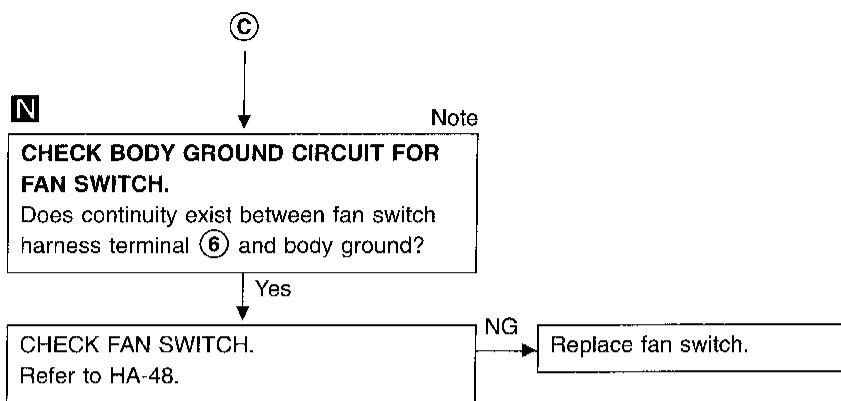 C
N
Note
CHECK BODY GROUND CIRCUIT FOR
FAN SWITCH.
Does continuity exist between fan switch
harness terminal 6 and body ground?
Yes
CHECK FAN SWITCH.
Refer to HA-48.
NG
Replace fan switch.